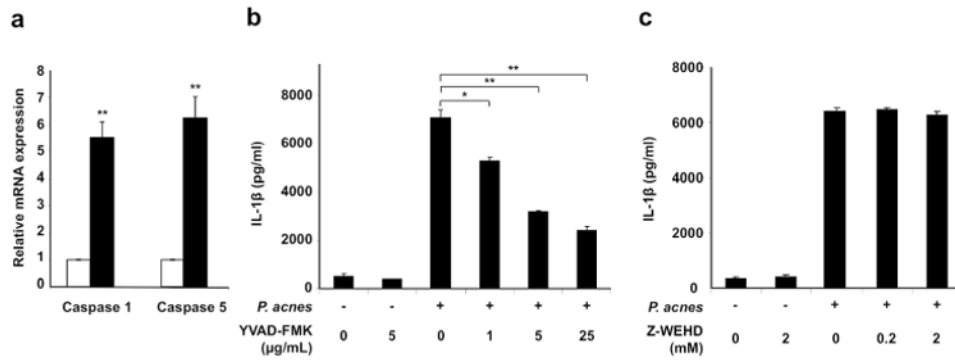 a
Relative mRNA expression
8
7
6
5
4
3
2
1
0
**
**
Caspase 1 Caspase 5
b
IL-1β (pg/ml)
8000
6000
4000
2000
0
**
**
*
P. acnes - - + + + +
YVAD-FMK 0 5 0 1 5 25
(μg/mL)
c
IL-1β (pg/ml)
8000
6000
4000
2000
0
P. acnes - - + + +
Z-WEHD 0 2 0 0.2 2
(mM)